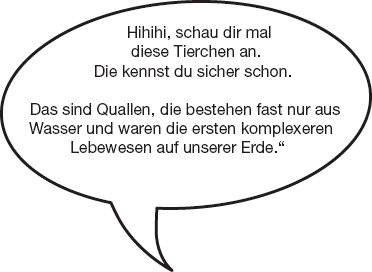 Hihihi, schau dir mal
diese Tierchen an.
Die kennst du sicher schon.
Das sind Quallen, die bestehen fast nur aus
Wasser und waren die ersten komplexeren
Lebewesen auf unserer Erde.“